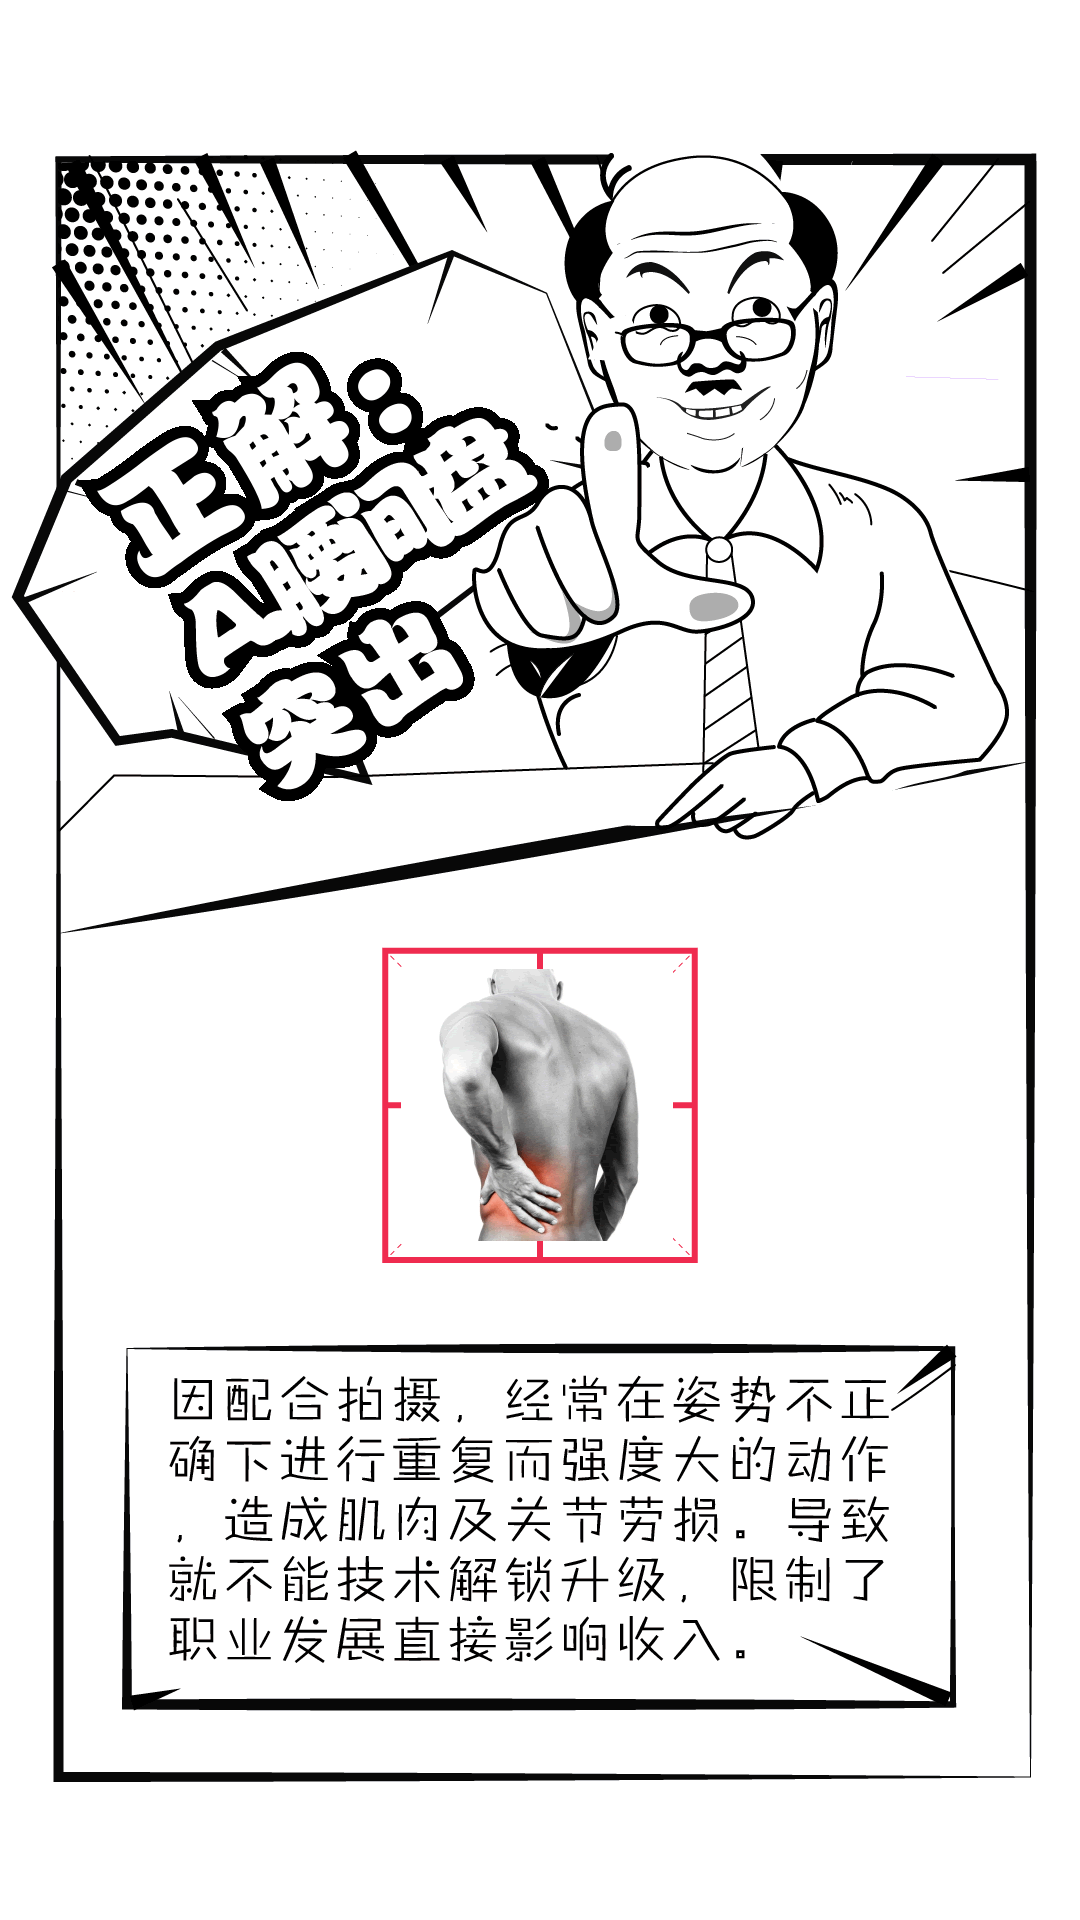 正解：
A腰间盘
突出
因配合拍摄，经常在姿势不正
确下进行重复而强度大的动作
，造成肌肉及关节劳损。导致
就不能技术解锁升级，限制了
职业发展直接影响收入。